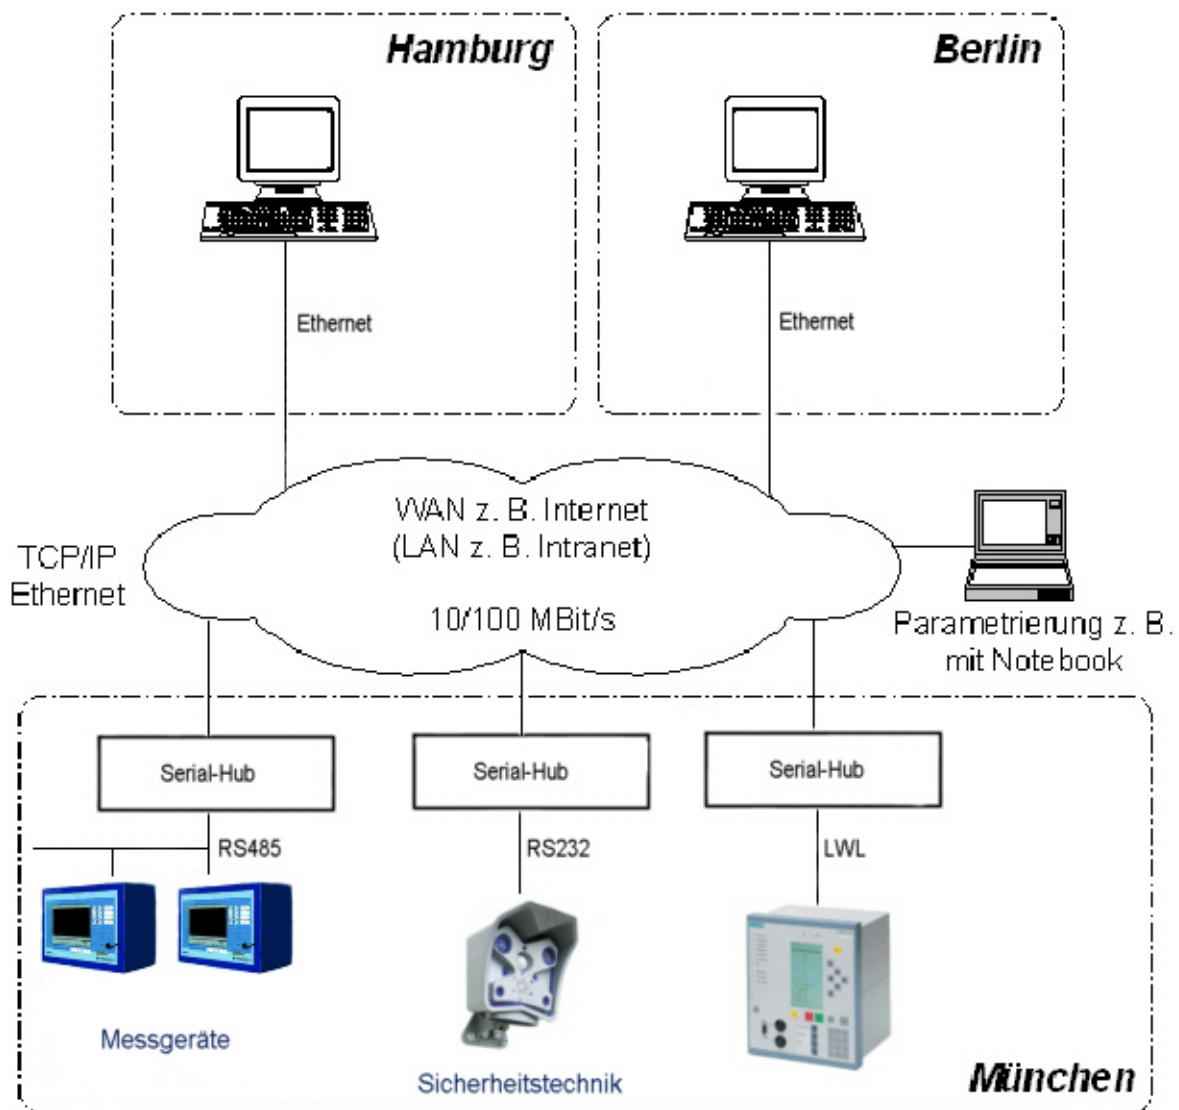 Hamburg
Berlin
Ethernet
Ethernet
WAN z. B. Internet
(LAN z. B. Intranet)
10/100 MBit/s
TCP/IP
Ethernet
Parametrierung z. B.
mit Notebook
Serial-Hub
Serial-Hub
Serial-Hub
RS485
RS232
LWL
Messgeräte
Sicherheitstechnik
München